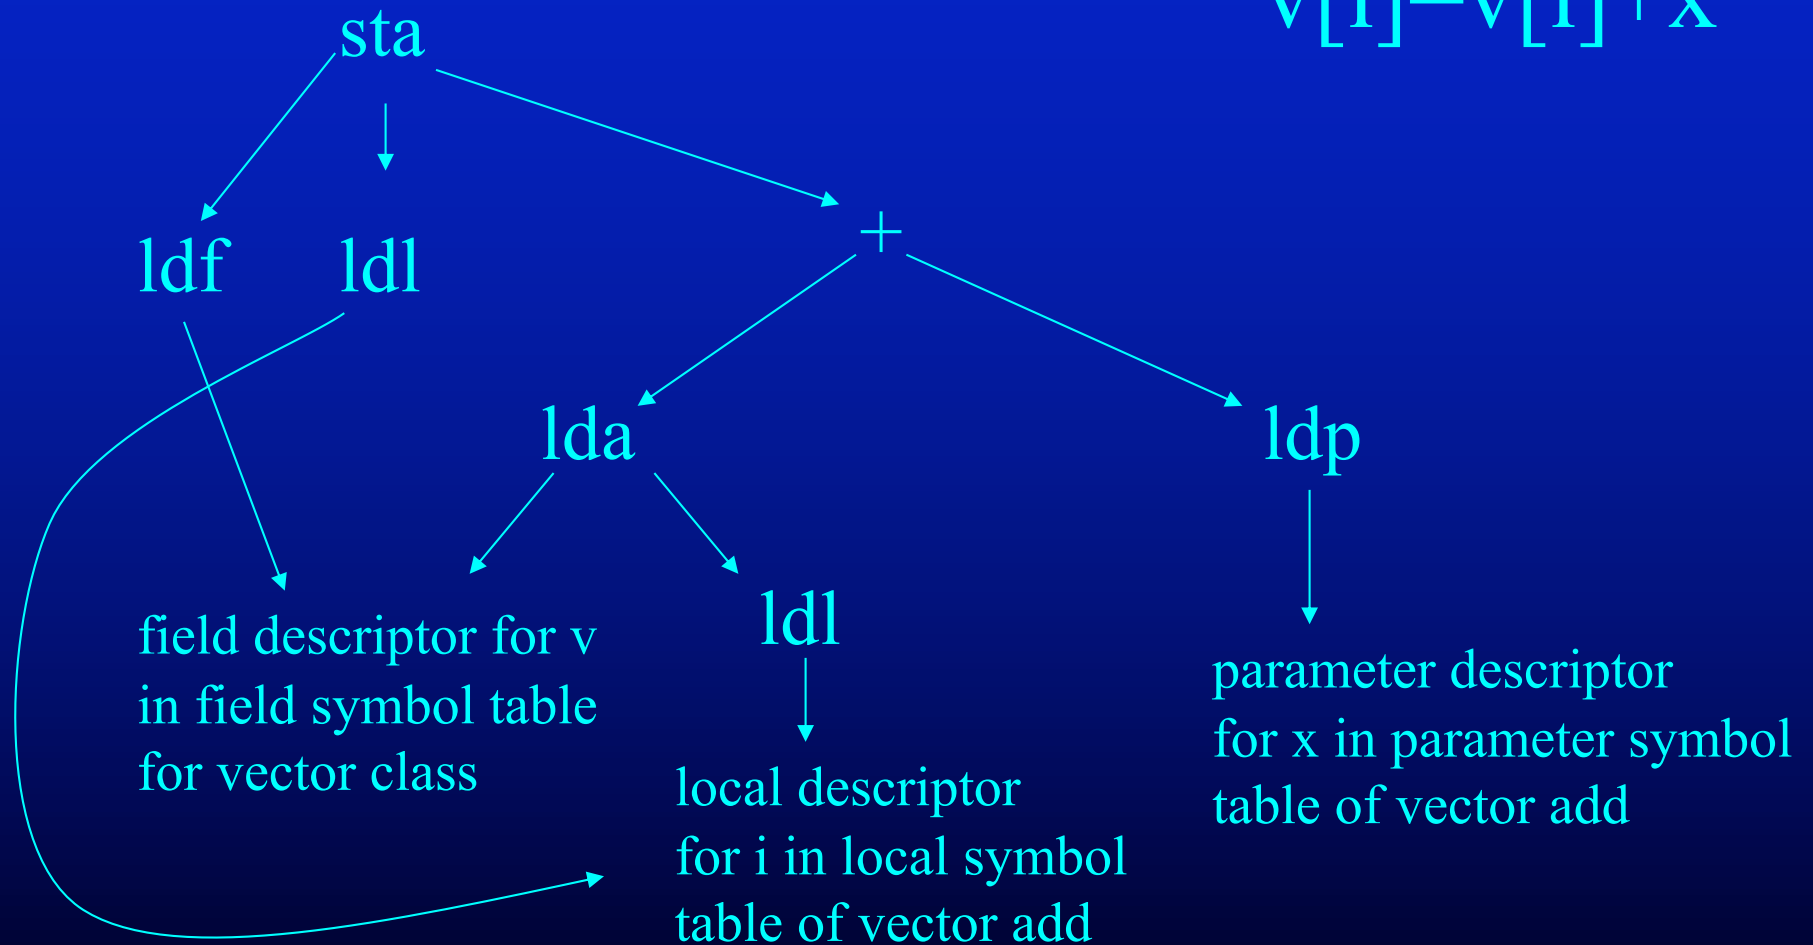 v[i]=v[i]+x
sta
ldf
ldl
+
lda
ldp
ldl
field descriptor for v
in field symbol table
for vector class
local descriptor
for i in local symbol
table of vector add
parameter descriptor
for x in parameter symbol
table of vector add